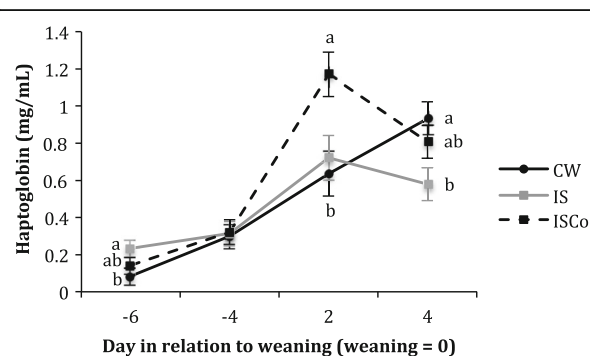 1.4
a
1.2
1
a
0.8
ab
0.6
b
b
0.4
a
0.2
ab
b
0
-6 -4 2 4
Haptoglobin (mg/mL)
Day in relation to weaning (weaning = 0)
CW
IS
ISCo